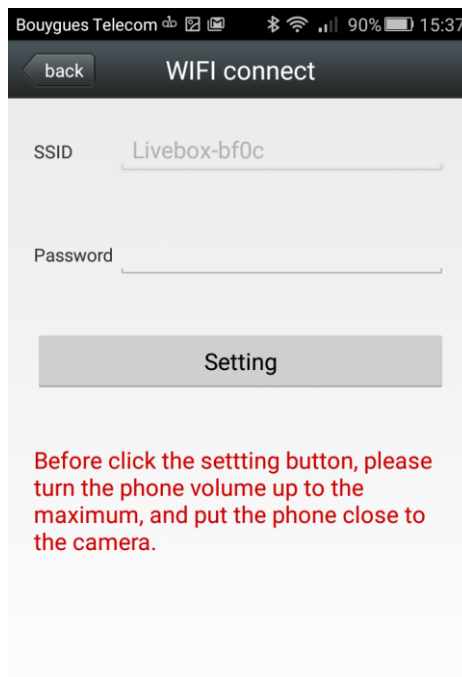 Bouygues Telecom 90% 15:37
back WIFI connect
SSID Livebox-bf0c
Password
Setting
Before click the settting button, please
turn the phone volume up to the
maximum, and put the phone close to
the camera.